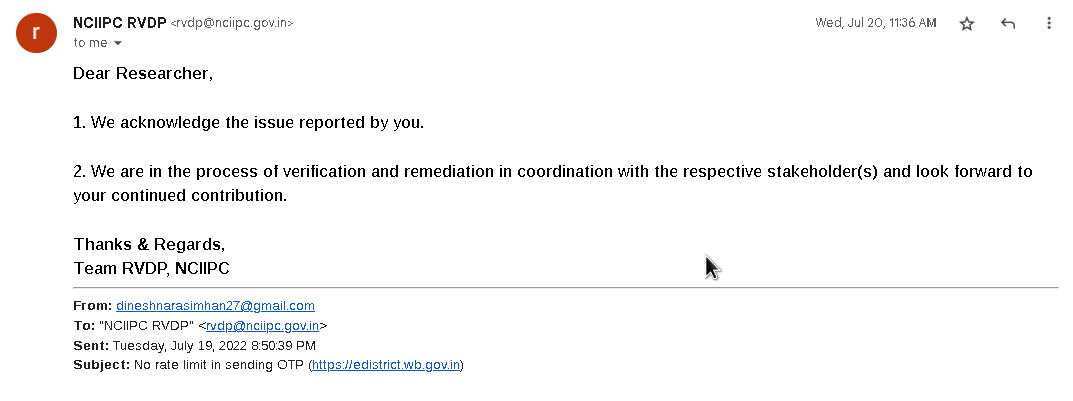 r
NCIIPC RVDP <rvdp@nciipc.gov.in>
Wed, Jul 20, 11:36 AM
to me
Dear Researcher,
1. We acknowledge the issue reported by you.
2. We are in the process of verification and remediation in coordination with the respective stakeholder(s) and look forward to
your continued contribution.
Thanks & Regards,
Team RVDP, NCIIPC
From: dineshnarasimhan27@gmail.com
To: "NCIIPC RVDP" <rvdp@nciipc.gov.in>
Sent: Tuesday, July 19, 2022 8:50:39 PM
Subject: No rate limit in sending OTP (https://edistrict.wb.gov.in)